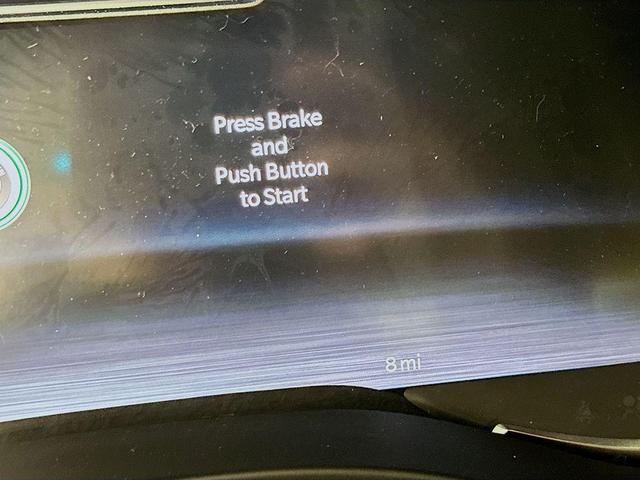 Press Brake
and
Push Button
to Start
8 mi